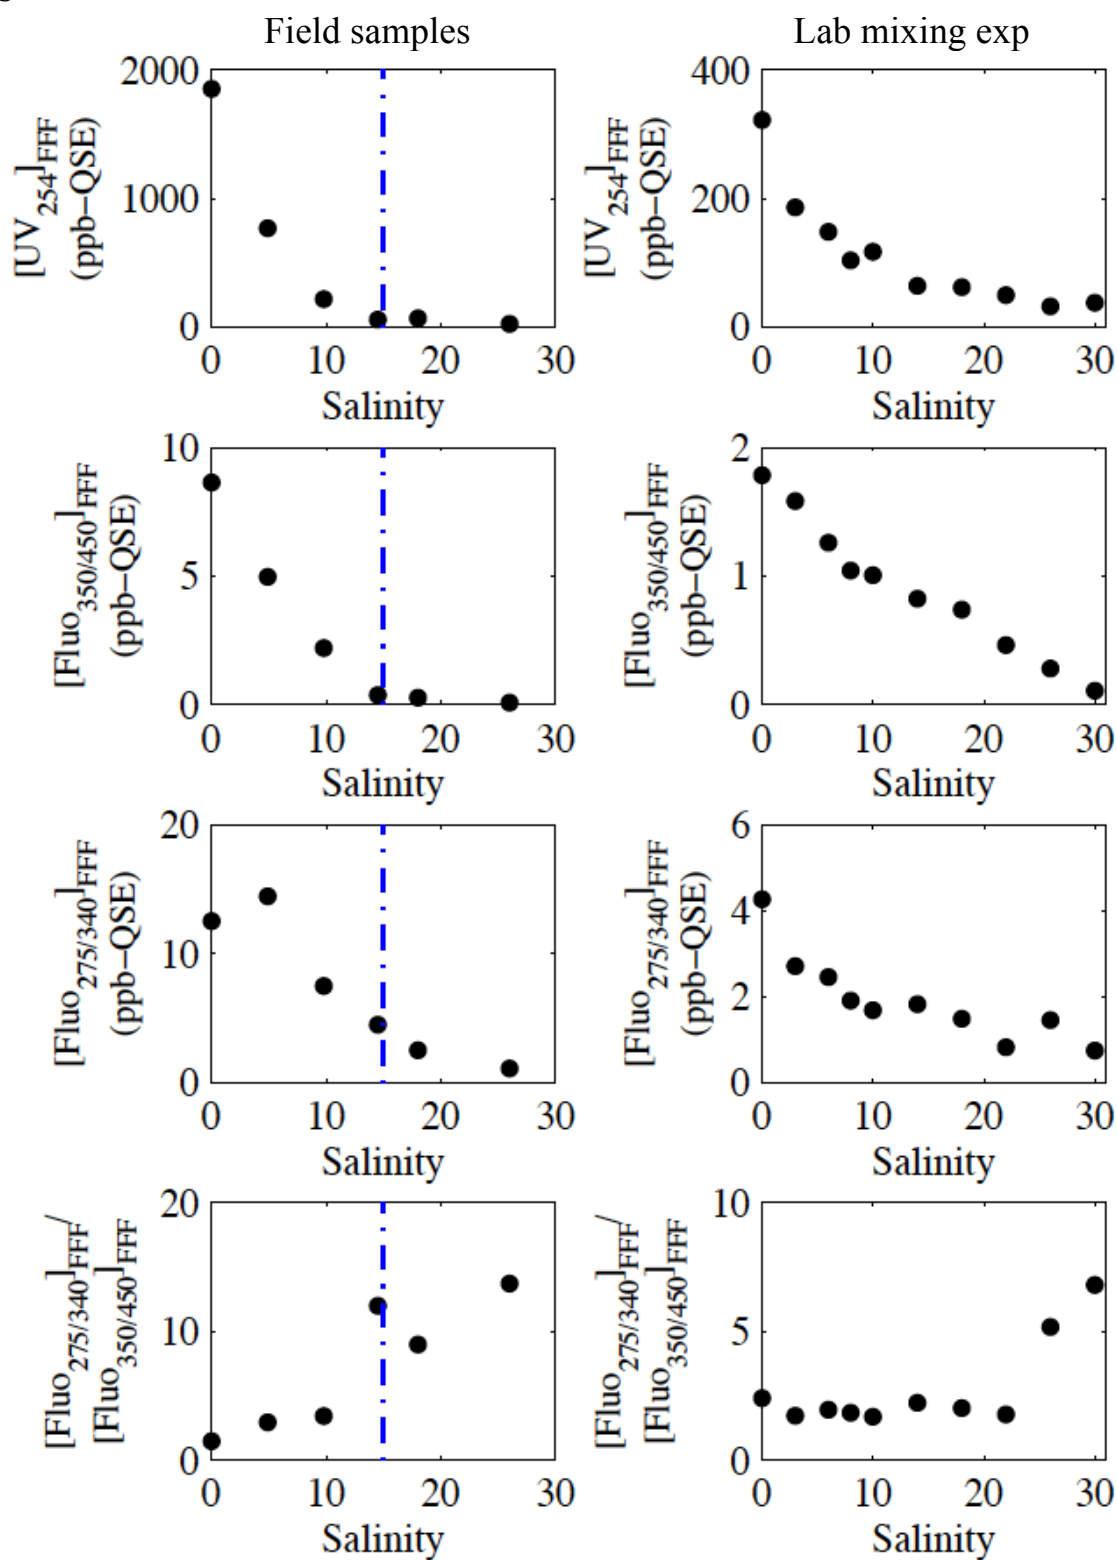 Field samples
Lab mixing exp
[UV254]FFF
(ppb−QSE)
2000
1000
0
0 10 20 30
Salinity
[UV254]FFF
(ppb−QSE)
400
200
0
0 10 20 30
Salinity
[Fluo350/450]FFF
(ppb−QSE)
10
5
0
0 10 20 30
Salinity
[Fluo350/450]FFF
(ppb−QSE)
2
1
0
0 10 20 30
Salinity
[Fluo275/340]FFF
(ppb−QSE)
20
10
0
0 10 20 30
Salinity
[Fluo275/340]FFF
(ppb−QSE)
6
4
2
0
0 10 20 30
Salinity
[Fluo275/340]FFF/
[Fluo350/450]FFF
20
10
0
0 10 20 30
Salinity
[Fluo275/340]FFF/
[Fluo350/450]FFF
10
5
0
0 10 20 30
Salinity